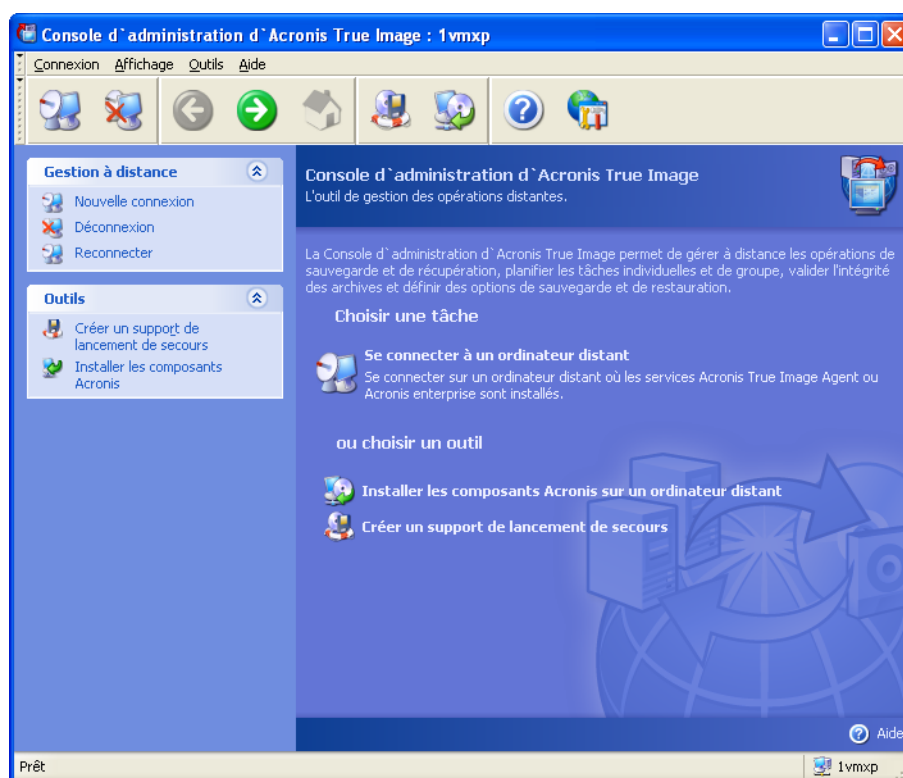 Console d`administration d`Acronis True Image : 1vmxp
Connexion Affichage Outils Aide
Gestion à distance
Nouvelle connexion
Déconnexion
Reconnecter
Outils
Créer un support de
lancement de secours
Installer les composants
Acronis
Console d`administration d`Acronis True Image
L'outil de gestion des opérations distantes.
La Console d`administration d`Acronis True Image permet de gérer à distance les opérations de
sauvegarde et de récupération, planifier les tâches individuelles et de groupe, valider l'intégrité
des archives et définir des options de sauvegarde et de restauration.
Choisir une tâche
Se connecter à un ordinateur distant
Se connecter sur un ordinateur distant où les services Acronis True Image Agent ou
Acronis enterprise sont installés.
ou choisir un outil
Installer les composants Acronis sur un ordinateur distant
Créer un support de lancement de secours
Aide
Prêt
1vmxp